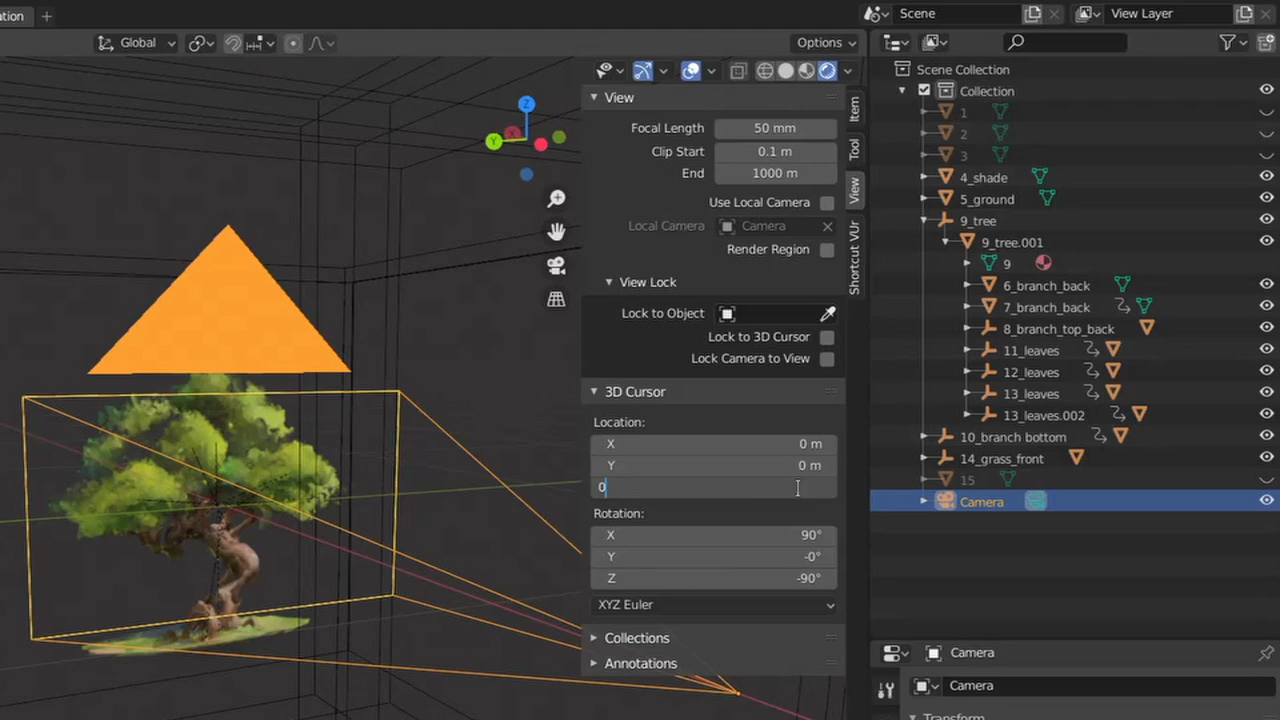 ation
Scene
View Layer
Global
Options
Scene Collection
View
Collection
Z
Focal Length 50 mm
1
Item
2
Y
X
Clip Start 0.1 m
Tool
3
End 1000 m
4_shade
View
Use Local Camera
5_ground
Local Camera Camera
9_tree
Render Region
9_tree.001
Shortcut VUr
9
View Lock
6_branch_back
Lock to Object
7_branch_back
Lock to 3D Cursor
8_branch_top_back
Lock Camera to View
11_leaves
12_leaves
3D Cursor
13_leaves
Location:
13_leaves.002
X 0 m
10_branch bottom
Y 0 m
14_grass_front
0
15
Camera
Rotation:
X 90°
Y -0°
Z -90°
XYZ Euler
Collections
Camera
Annotations
Camera
Transform